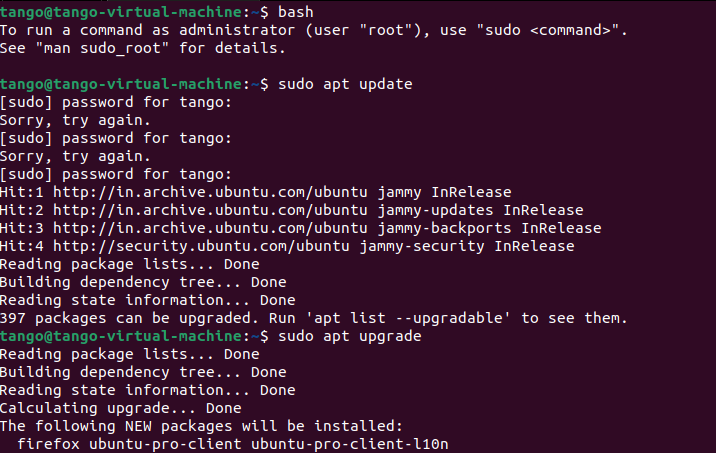 tango@tango-virtual-machine:~$ bash
To run a command as administrator (user "root"), use "sudo <command>".
See "man sudo_root" for details.
tango@tango-virtual-machine:~$ sudo apt update
[sudo] password for tango:
Sorry, try again.
[sudo] password for tango:
Sorry, try again.
[sudo] password for tango:
Hit:1 http://in.archive.ubuntu.com/ubuntu jammy InRelease
Hit:2 http://in.archive.ubuntu.com/ubuntu jammy-updates InRelease
Hit:3 http://in.archive.ubuntu.com/ubuntu jammy-backports InRelease
Hit:4 http://security.ubuntu.com/ubuntu jammy-security InRelease
Reading package lists... Done
Building dependency tree... Done
Reading state information... Done
397 packages can be upgraded. Run 'apt list --upgradable' to see them.
tango@tango-virtual-machine:~$ sudo apt upgrade
Reading package lists... Done
Building dependency tree... Done
Reading state information... Done
Calculating upgrade... Done
The following NEW packages will be installed:
  firefox ubuntu-pro-client ubuntu-pro-client-l10n